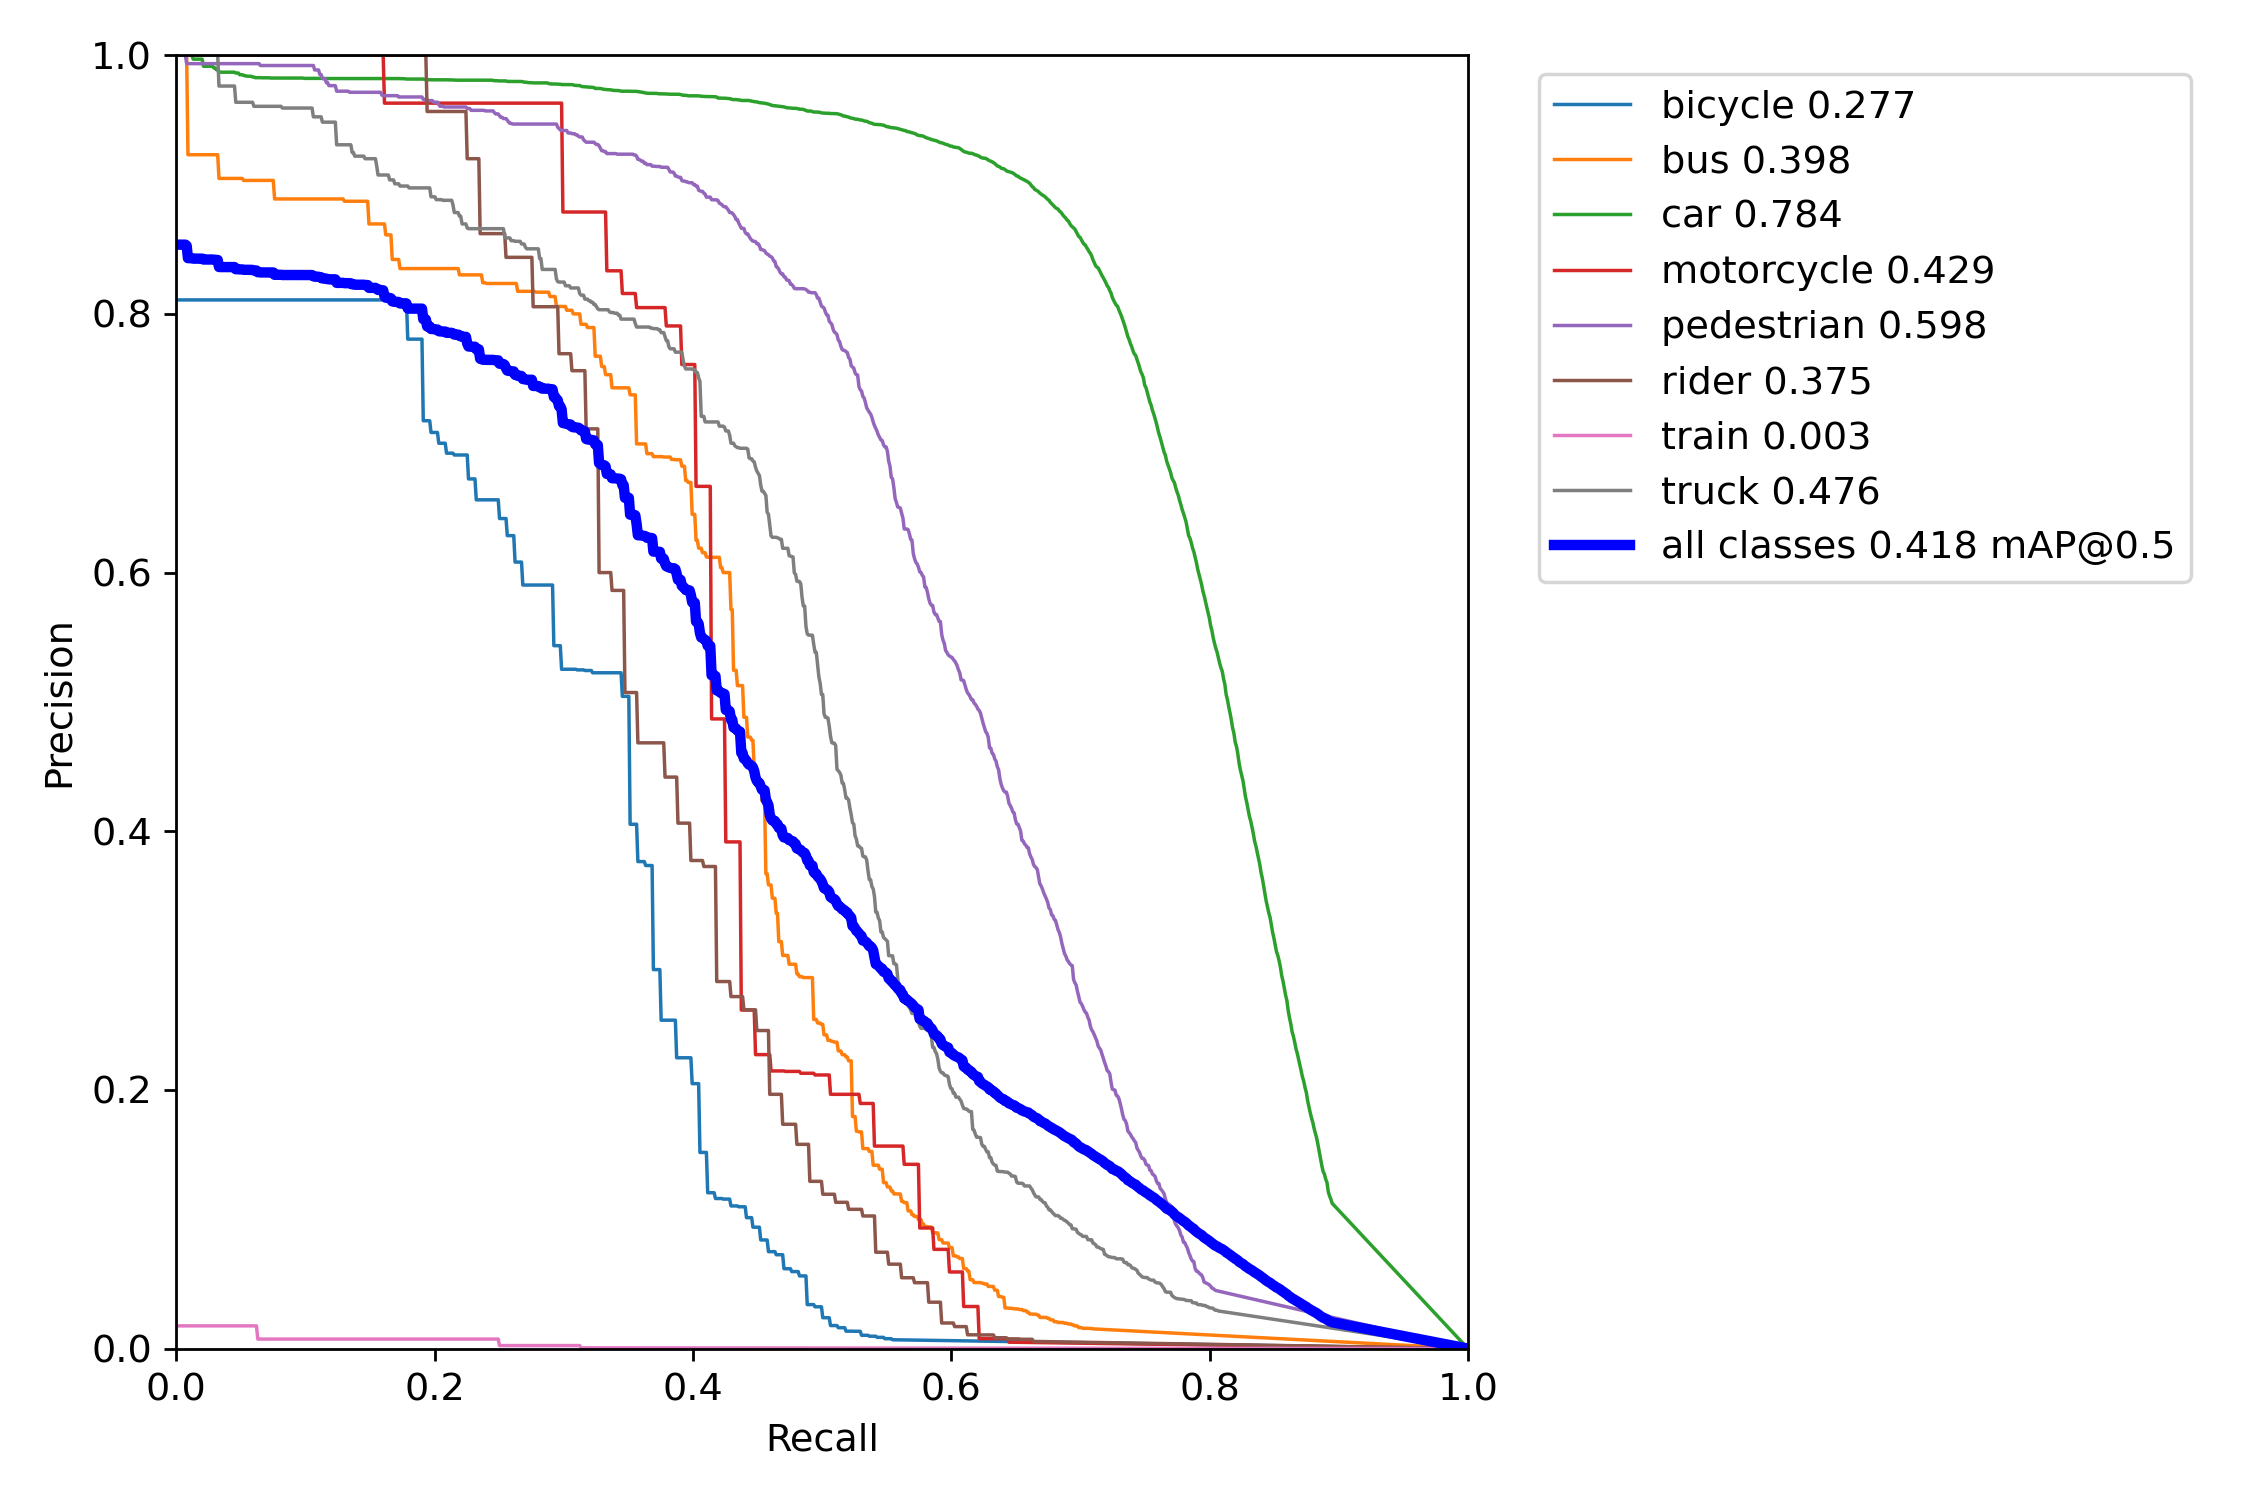 1.0
0.8
0.6
0.4
0.2
0.0
Precision
0.0 0.2 0.4 0.6 0.8 1.0
Recall
bicycle 0.277
bus 0.398
car 0.784
motorcycle 0.429
pedestrian 0.598
rider 0.375
train 0.003
truck 0.476
all classes 0.418 mAP@0.5